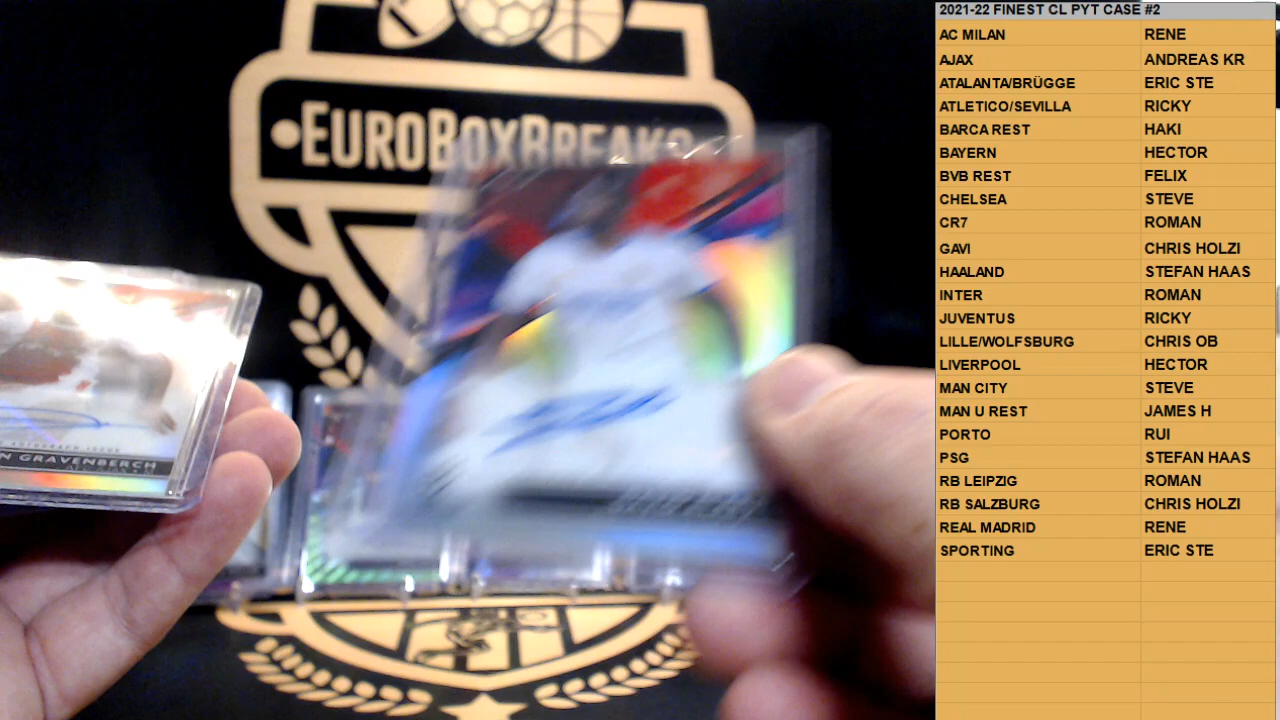 EUROBOXBREAKS
AUTOGRAPH ISSUE
N GRAVENBERCH
2021-22 FINEST CL PYT CASE #2
AC MILAN RENE
AJAX ANDREAS KR
ATALANTA/BRÜGGE ERIC STE
ATLETICO/SEVILLA RICKY
BARCA REST HAKI
BAYERN HECTOR
BVB REST FELIX
CHELSEA STEVE
CR7 ROMAN
GAVI CHRIS HOLZI
HAALAND STEFAN HAAS
INTER ROMAN
JUVENTUS RICKY
LILLE/WOLFSBURG CHRIS OB
LIVERPOOL HECTOR
MAN CITY STEVE
MAN U REST JAMES H
PORTO RUI
PSG STEFAN HAAS
RB LEIPZIG ROMAN
RB SALZBURG CHRIS HOLZI
REAL MADRID RENE
SPORTING ERIC STE